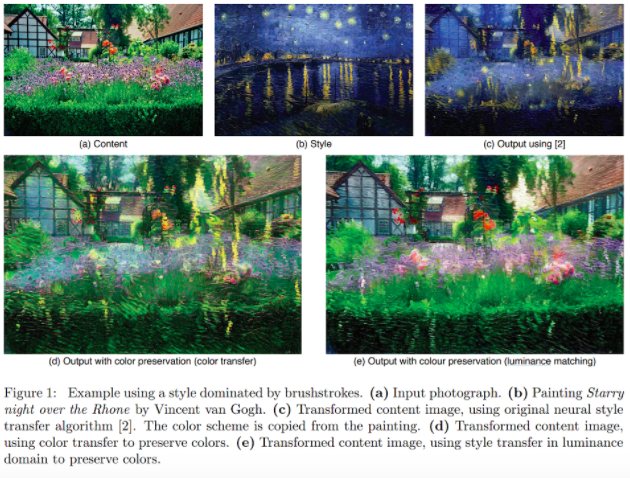 (a) Content
(b) Style
(c) Output using [2]
(d) Output with color preservation (color transfer)
(e) Output with colour preservation (luminance matching)
Figure 1: Example using a style dominated by brushstrokes. (a) Input photograph. (b) Painting Starry
night over the Rhone by Vincent van Gogh. (c) Transformed content image, using original neural style
transfer algorithm [2]. The color scheme is copied from the painting. (d) Transformed content image,
using color transfer to preserve colors. (e) Transformed content image, using style transfer in luminance
domain to preserve colors.